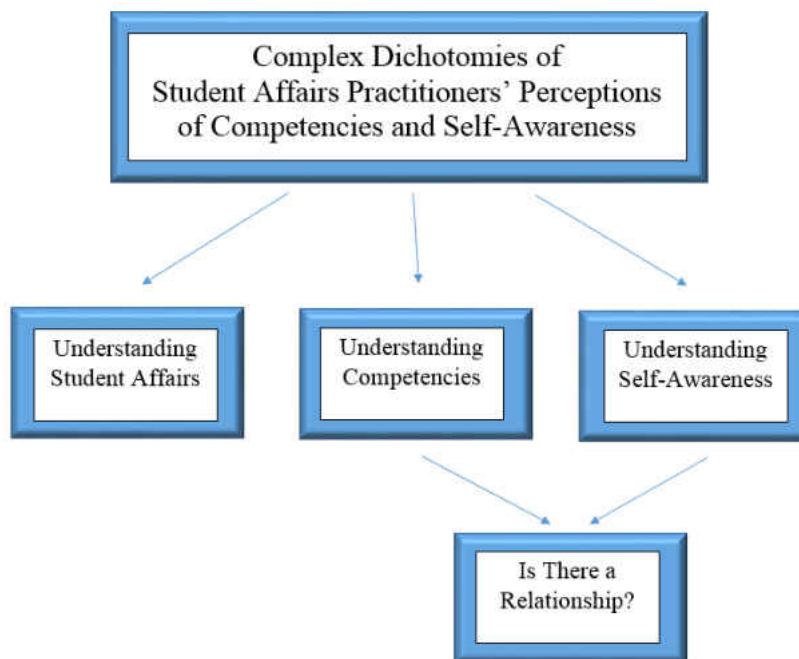 Complex Dichotomies of
Student Affairs Practitioners’ Perceptions
of Competencies and Self-Awareness
Understanding
Student Affairs
Understanding
Competencies
Understanding
Self-Awareness
Is There a
Relationship?